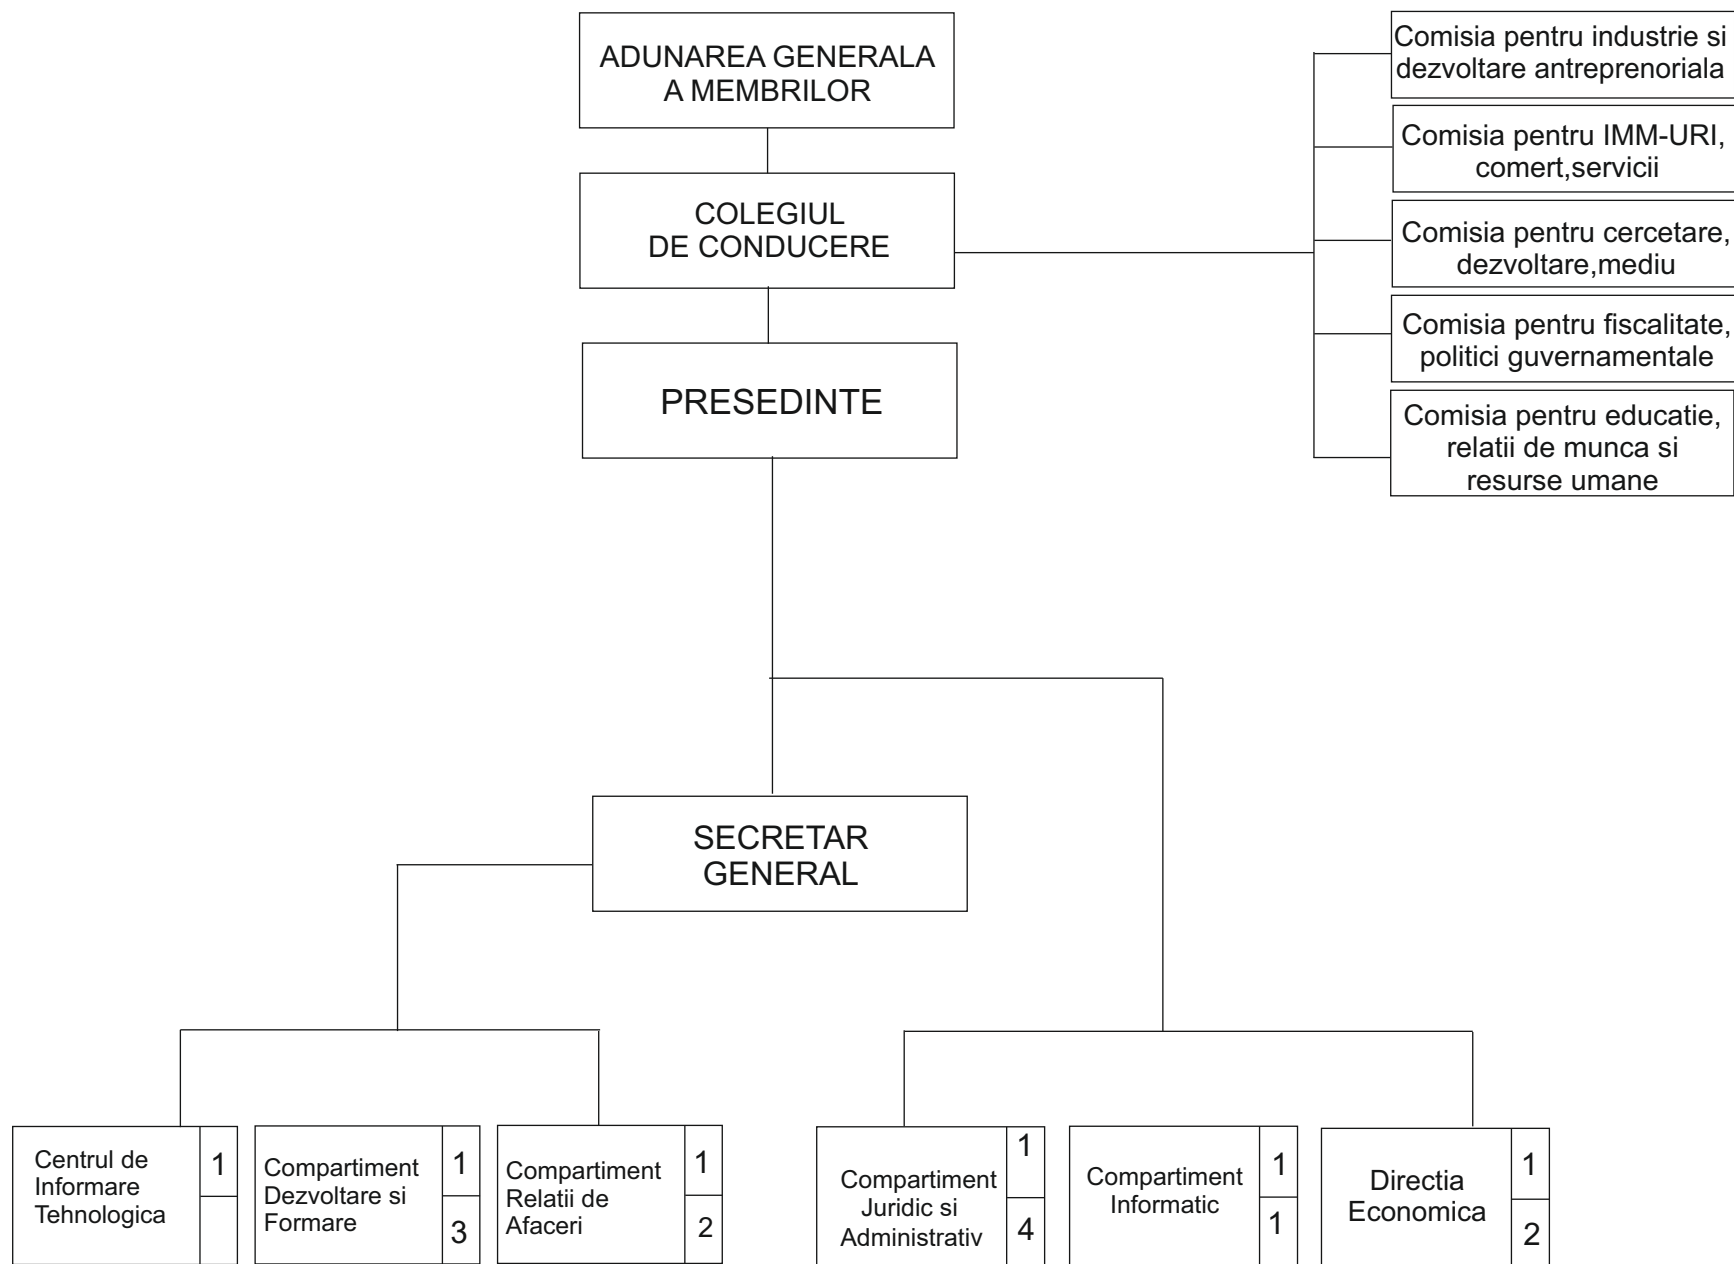 ADUNAREA GENERALA
A MEMBRILOR
COLEGIUL
DE CONDUCERE
PRESEDINTE
Comisia pentru industrie si
dezvoltare antreprenoriala
Comisia pentru IMM-URI,
comert,servicii
Comisia pentru cercetare,
dezvoltare,mediu
Comisia pentru fiscalitate,
politici guvernamentale
Comisia pentru educatie,
relatii de munca si
resurse umane
SECRETAR
GENERAL
Centrul de
Informare
Tehnologica
1
Compartiment
Dezvoltare si
Formare
1
3
Compartiment
Relatii de
Afaceri
1
2
Compartiment
Juridic si
Administrativ
1
4
Compartiment
Informatic
1
1
Directia
Economica
1
2